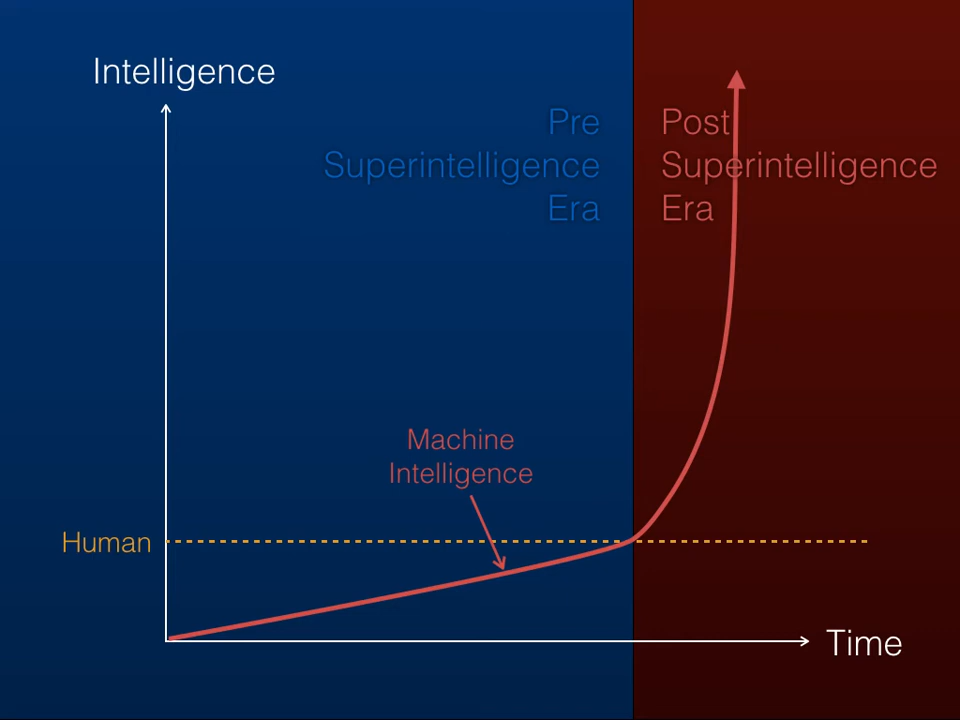 Intelligence
Pre
Superintelligence
Era
Post
Superintelligence
Era
Machine
Intelligence
Human
Time